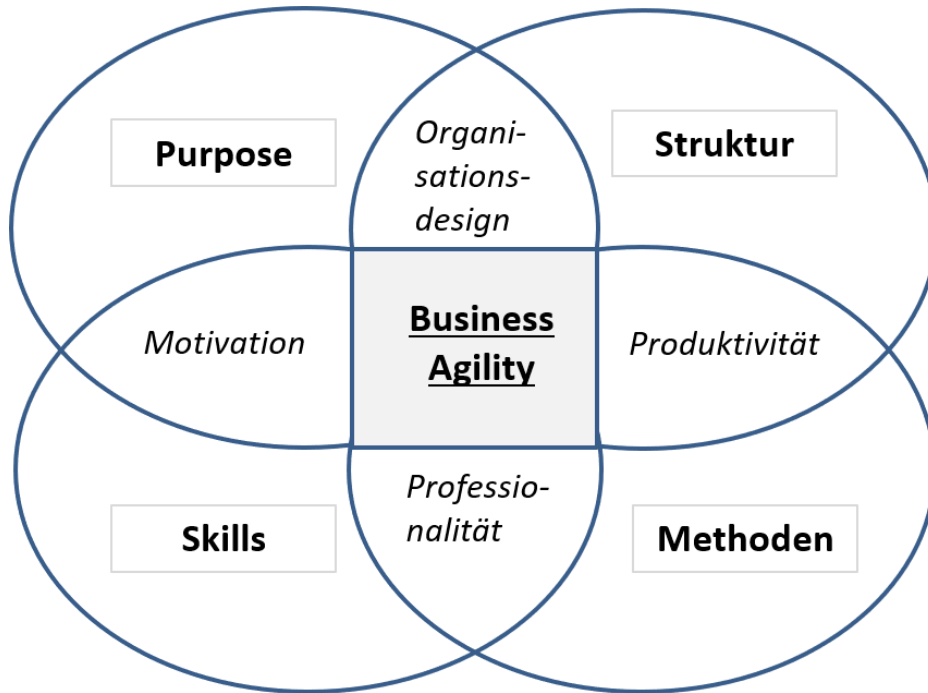 Purpose
Organi-
sations-
design
Struktur
Motivation
Business
Agility
Produktivität
Skills
Professio-
nalität
Methoden